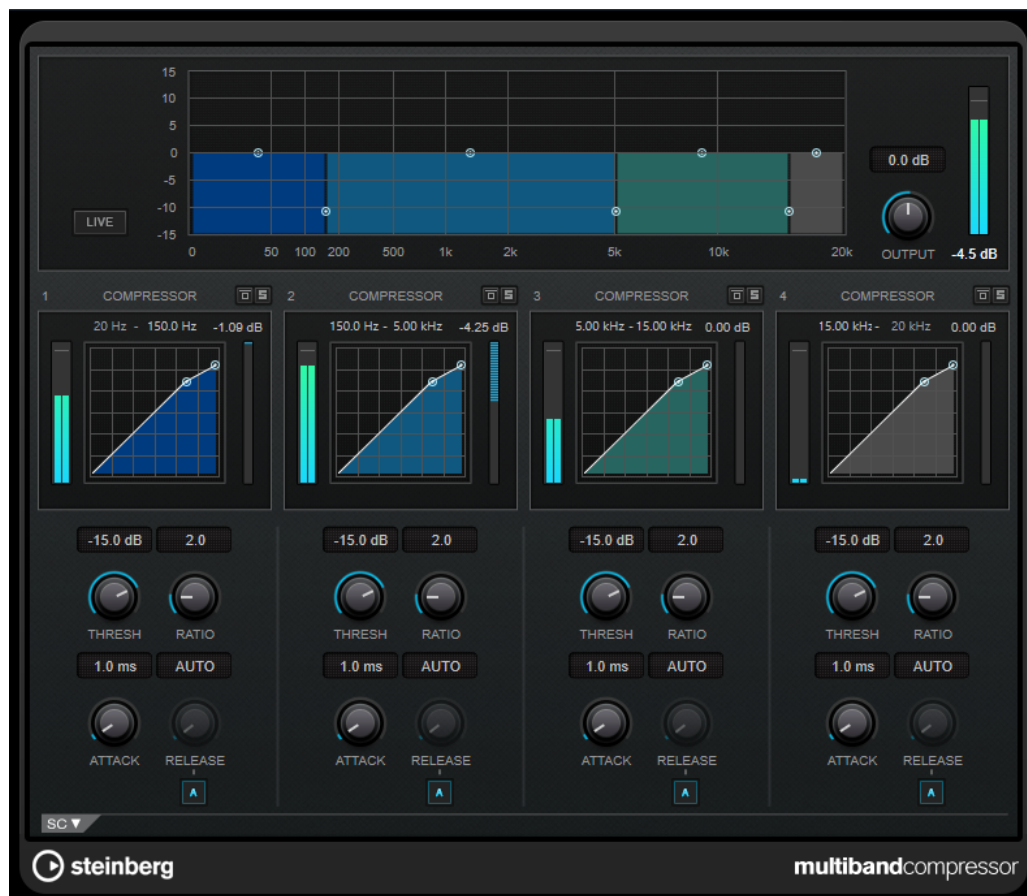 15
10
5
0
-5
-10
-15
0 50 100 200 500 1k 2k 5k 10k 20k
LIVE
0.0 dB
OUTPUT -4.5 dB
1 COMPRESSOR S 2 COMPRESSOR S 3 COMPRESSOR S 4 COMPRESSOR S
20 Hz - 150.0 Hz -1.09 dB 150.0 Hz - 5.00 kHz -4.25 dB 5.00 kHz - 15.00 kHz 0.00 dB 15.00 kHz - 20 kHz 0.00 dB
-15.0 dB 2.0 -15.0 dB 2.0 -15.0 dB 2.0 -15.0 dB 2.0
THRESH RATIO THRESH RATIO THRESH RATIO THRESH RATIO
1.0 ms AUTO 1.0 ms AUTO 1.0 ms AUTO 1.0 ms AUTO
ATTACK RELEASE ATTACK RELEASE ATTACK RELEASE ATTACK RELEASE
A A A A
SC ▼
steinberg multibandcompressor